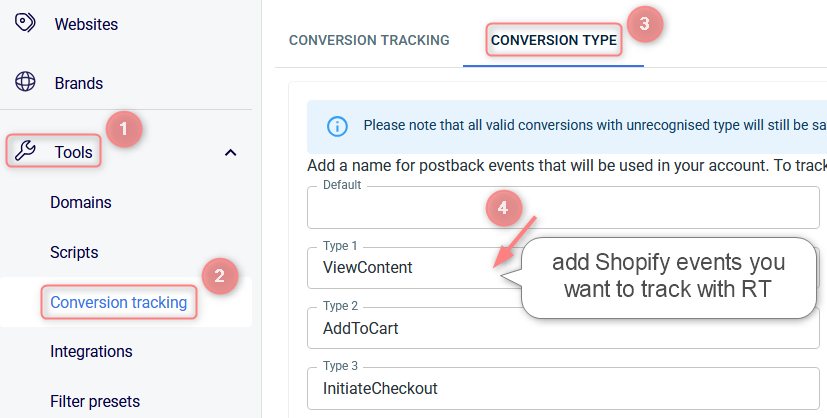 Websites
Brands
1
Tools
Domains
Scripts
2
Conversion tracking
Integrations
Filter presets
CONVERSION TRACKING
CONVERSION TYPE
3
Please note that all valid conversions with unrecognised type will still be sa
Add a name for postback events that will be used in your account. To track
Default
4
Type 1
ViewContent
add Shopify events you
want to track with RT
Type 2
AddToCart
Type 3
InitiateCheckout